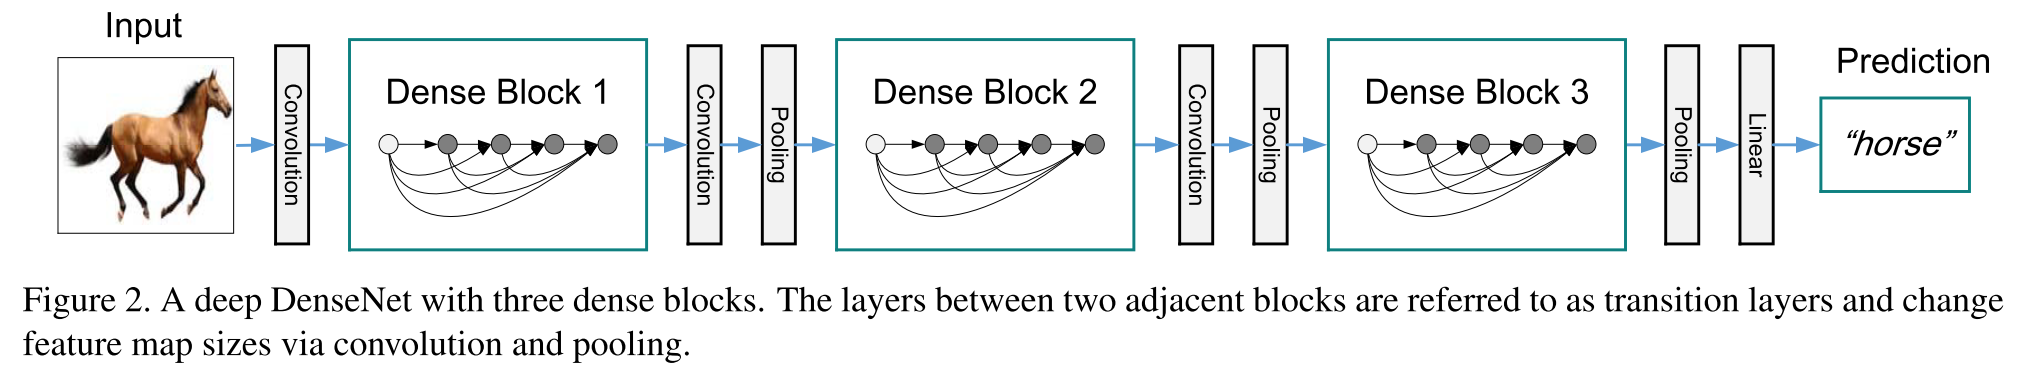 Input
Prediction
Convolution
Dense Block 1
Convolution
Pooling
Dense Block 2
Convolution
Pooling
Dense Block 3
Pooling
Linear
“horse”
Figure 2. A deep DenseNet with three dense blocks. The layers between two adjacent blocks are referred to as transition layers and change
feature map sizes via convolution and pooling.